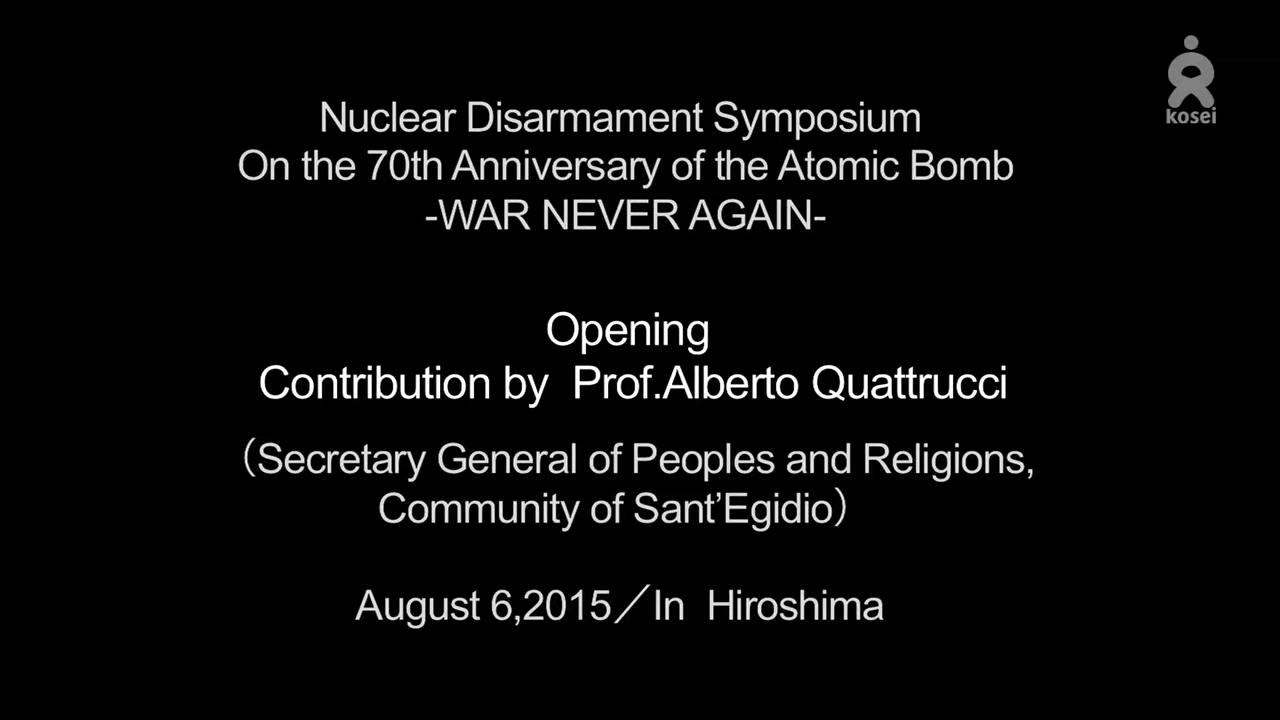 kosei
Nuclear Disarmament Symposium
On the 70th Anniversary of the Atomic Bomb
-WAR NEVER AGAIN-
Opening
Contribution by  Prof.Alberto Quattrucci
（Secretary General of Peoples and Religions,
Community of Sant’Egidio）
August 6,2015／In  Hiroshima